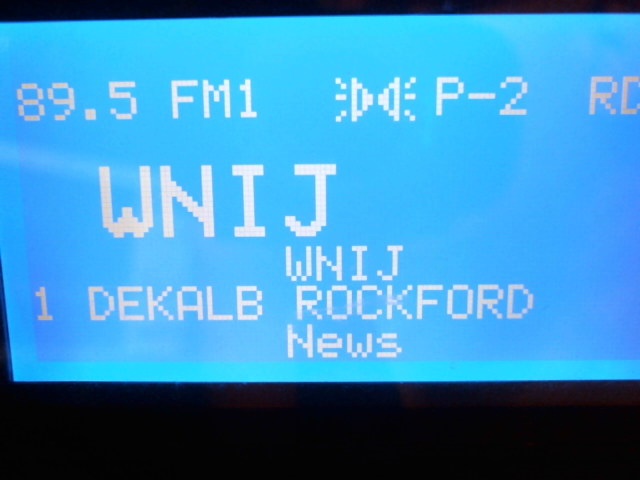 89.5 FM1 P-2 RD
WNIJ
WNIJ
1 DEKALB ROCKFORD
News